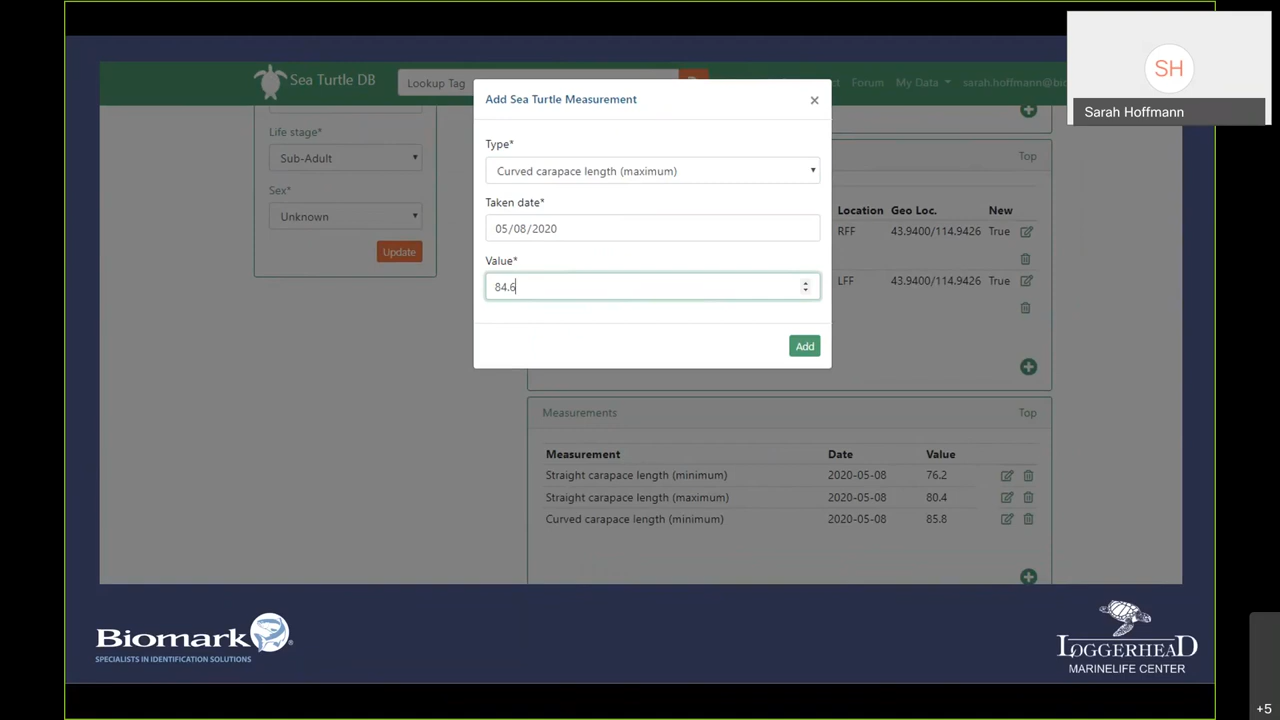 SH
Sarah Hoffmann
Sea Turtle DB
Lookup Tag
Forum
My Data
Add Sea Turtle Measurement
×
Type*
Curved carapace length (maximum)
Taken date*
05/08/2020
Value*
84.6
Add
Life stage*
Sub-Adult
Sex*
Unknown
Update
Top
Location Geo Loc. New
RFF 43.9400/114.9426 True
LFF 43.9400/114.9426 True
Measurements Top
Measurement Date Value
Straight carapace length (minimum) 2020-05-08 76.2
Straight carapace length (maximum) 2020-05-08 80.4
Curved carapace length (minimum) 2020-05-08 85.8
Biomark
SPECIALISTS IN IDENTIFICATION SOLUTIONS
LOGGERHEAD
MARINELIFE CENTER
+5